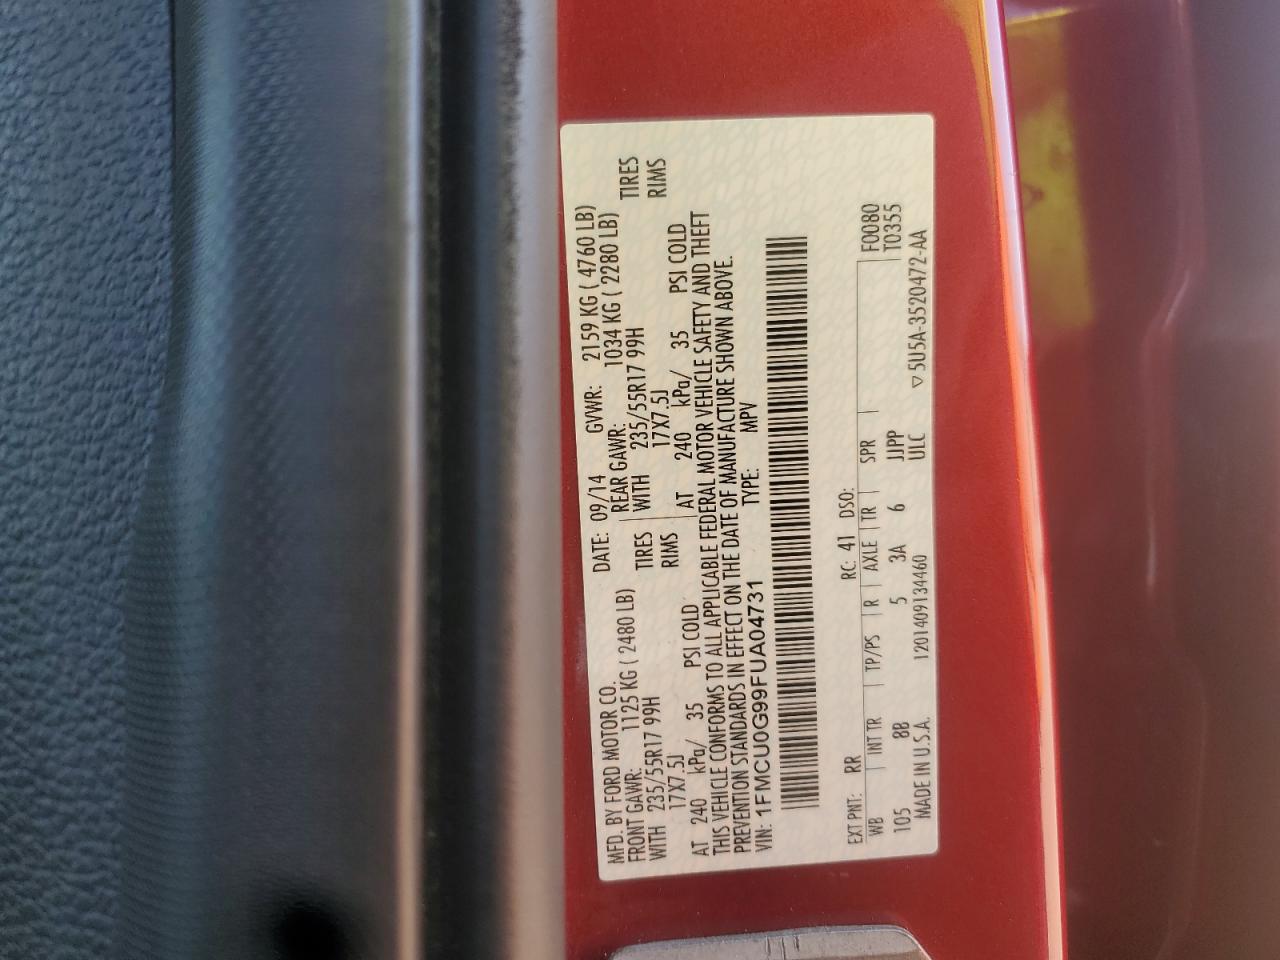 MFD. BY FORD MOTOR CO. DATE: 09/14 GVWR: 2159 KG ( 4760 LB)
FRONT GAWR: 1125 KG ( 2480 LB) REAR GAWR: 1034 KG ( 2280 LB)
WITH 235/55R17 99H TIRES WITH 235/55R17 99H TIRES
17X7.5J RIMS 17X7.5J RIMS
AT 240 kPa/ 35 PSI COLD AT 240 kPa/ 35 PSI COLD
THIS VEHICLE CONFORMS TO ALL APPLICABLE FEDERAL MOTOR VEHICLE SAFETY AND THEFT
PREVENTION STANDARDS IN EFFECT ON THE DATE OF MANUFACTURE SHOWN ABOVE.
VIN: 1FMCU0G99FUA04731 TYPE: MPV
EXT PNT: RR RC: 41 DSO: F0080
WB INT TR TP/PS R AXLE TR SPR T0355
105 8B 5 3A 6 JJPP
MADE IN U.S.A. 1201409134460 ULC ▽5U5A-3520472-AA